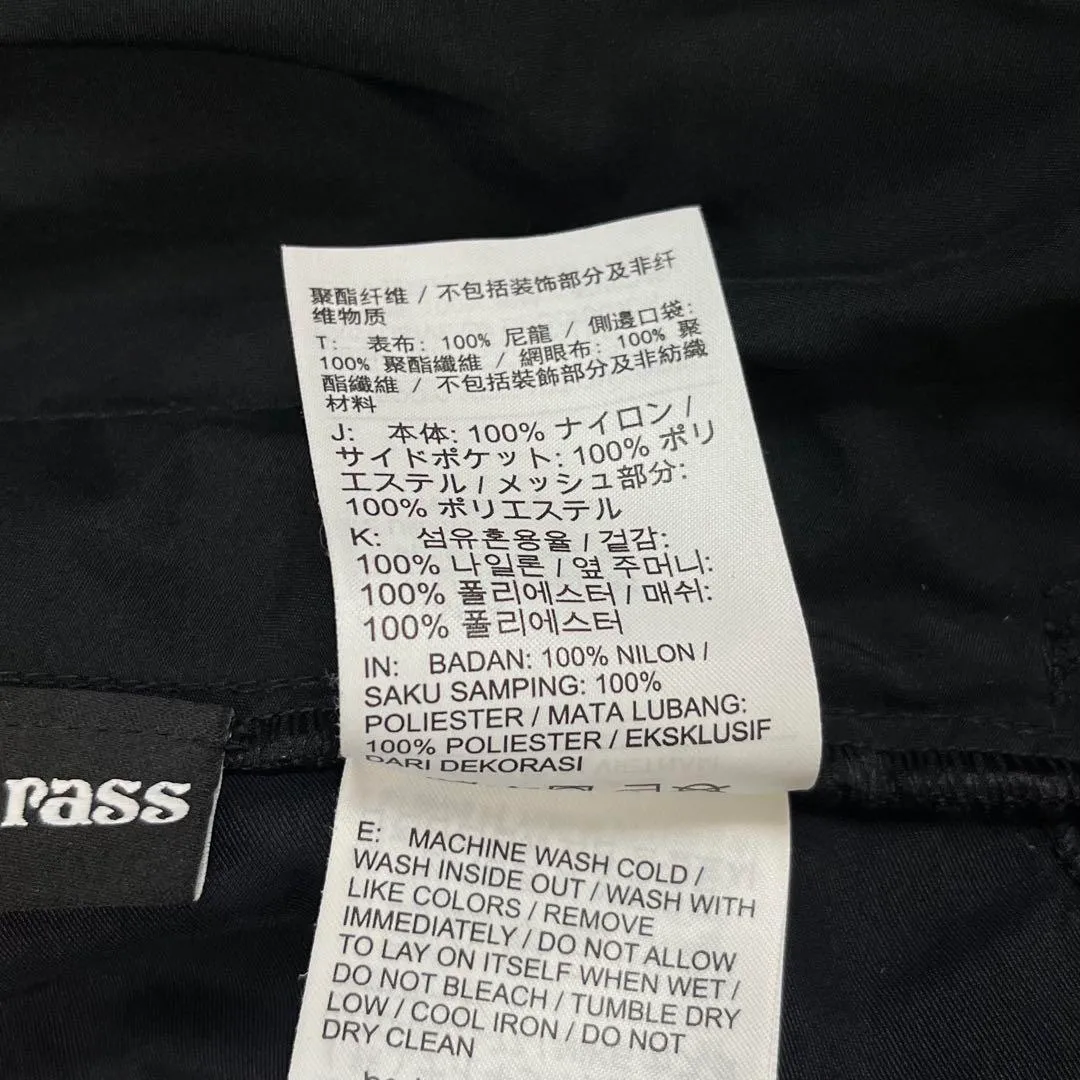 聚酯纤维 / 不包括装饰部分及非纤
维物质
T: 表布: 100% 尼龍 / 側邊口袋:
100% 聚酯纖維 / 網眼布: 100% 聚
酯纖維 / 不包括裝飾部分及非紡織
材料
J: 本体: 100% ナイロン /
サイドポケット: 100% ポリ
エステル / メッシュ部分:
100% ポリエステル
K: 섬유혼용율 / 겉감:
100% 나일론 / 옆 주머니:
100% 폴리에스터 / 매쉬:
100% 폴리에스터
IN: BADAN: 100% NILON /
SAKU SAMPING: 100%
POLIESTER / MATA LUBANG:
100% POLIESTER / EKSKLUSIF
DARI DEKORASI
rass
E: MACHINE WASH COLD /
WASH INSIDE OUT / WASH WITH
LIKE COLORS / REMOVE
IMMEDIATELY / DO NOT ALLOW
TO LAY ON ITSELF WHEN WET /
DO NOT BLEACH / TUMBLE DRY
LOW / COOL IRON / DO NOT
DRY CLEAN